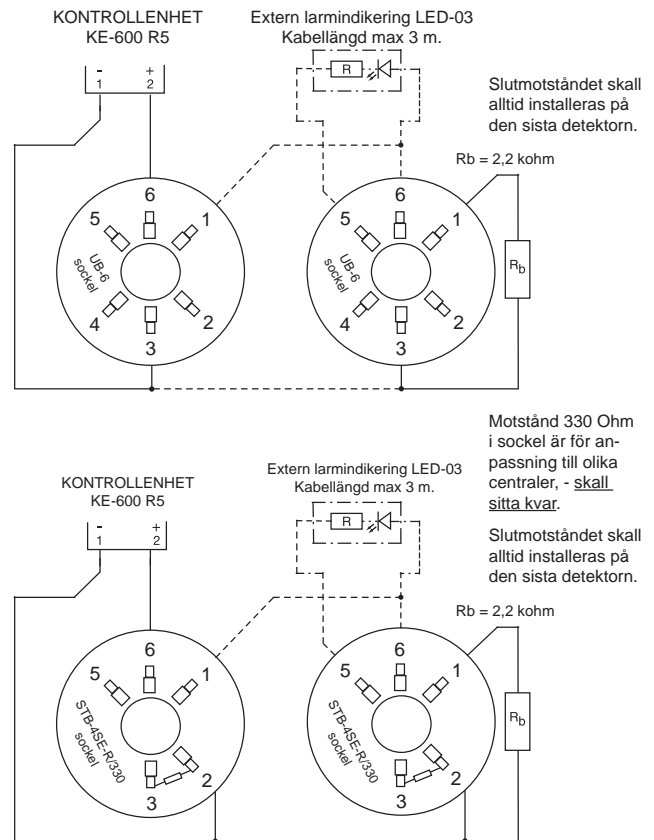 KONTROLLENHET
KE-600 R5
Extern larmindikering LED-03
Kabellängd max 3 m.
- +
1 2
R
Slutmotståndet skall
alltid installeras på
den sista detektorn.
Rb = 2,2 kohm
6
5 1
UB-6
sockel
4 2
3
6
5 1
UB-6
sockel
4 2
3
Rb
Motstånd 330 Ohm
i sockel är för an-
passning till olika
centraler, - skall
sitta kvar.
Slutmotståndet skall
alltid installeras på
den sista detektorn.
KONTROLLENHET
KE-600 R5
Extern larmindikering LED-03
Kabellängd max 3 m.
- +
1 2
R
Rb = 2,2 kohm
6
5 1
STB-4SE-R/330
sockel
2
3
6
5 1
STB-4SE-R/330
sockel
2
3
Rb